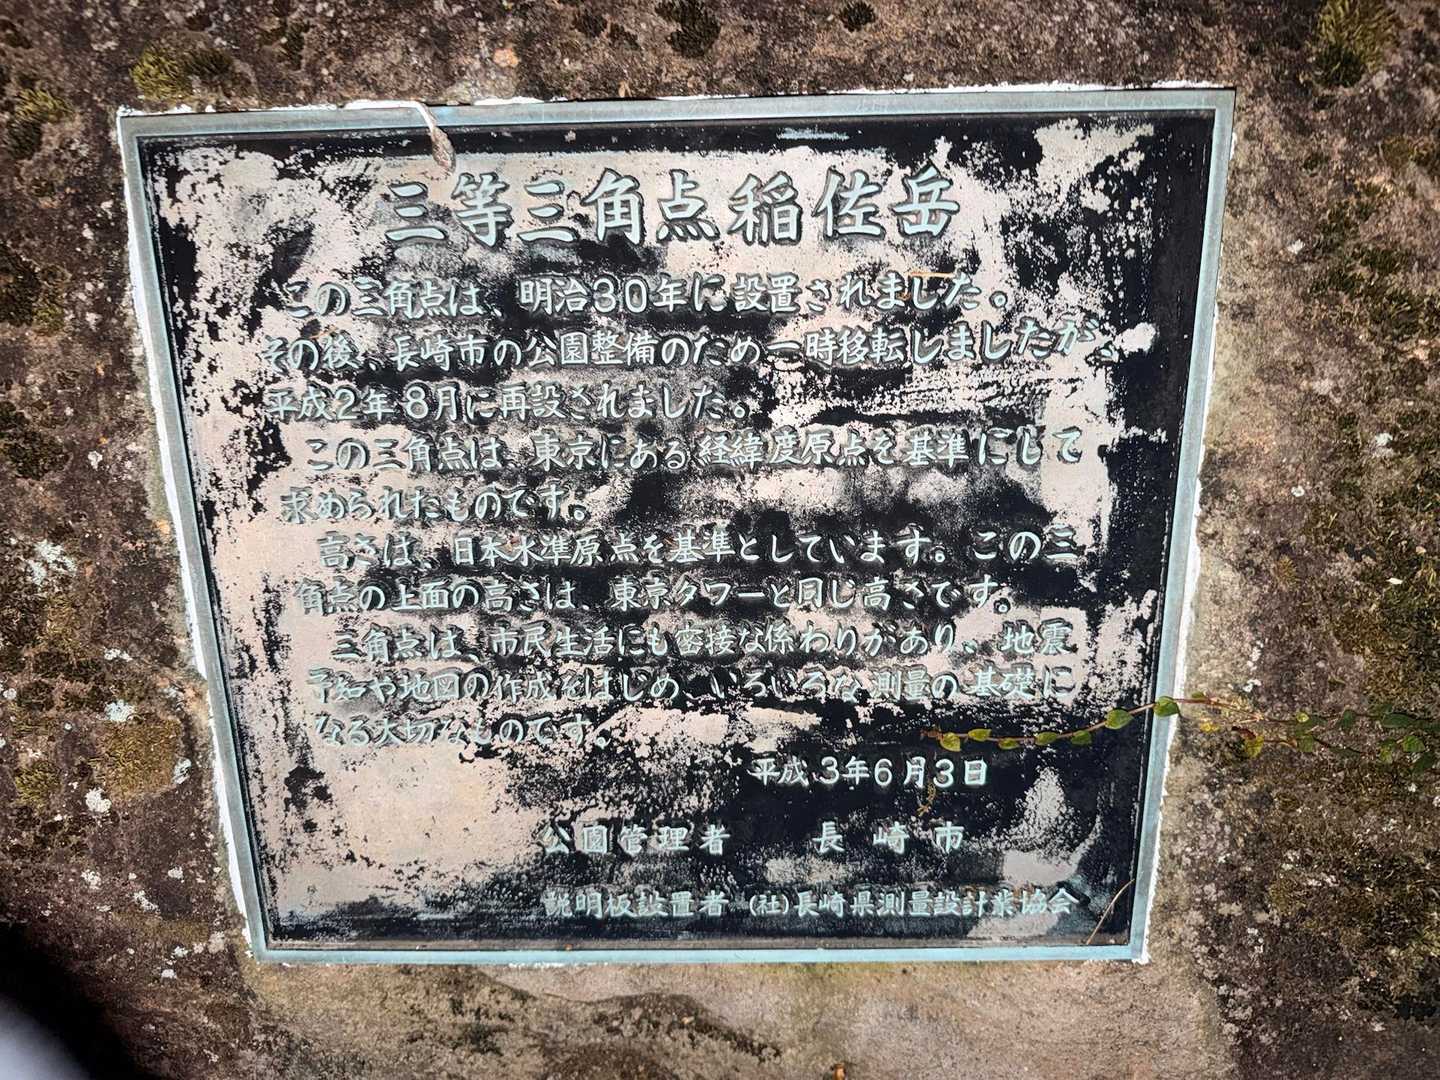 三等三角点稲佐岳
この三角点は、明治30年に設置されました。
その後、長崎市の公園整備のため一時移転しましたが、
平成2年8月に再設されました。
この三角点は、東京にある経緯度原点を基準にして
求められたものです。
高さは、日本水準原点を基準としています。この三
角点の上面の高さは、東京タワーと同じ高さです。
三角点は、市民生活にも密接な係わりがあり、地震
予知や地図の作成をはじめ、いろいろな測量の基礎に
なる大切なものです。
平成3年6月3日
公園管理者 長崎市
説明板設置者 (社)長崎県測量設計業協会